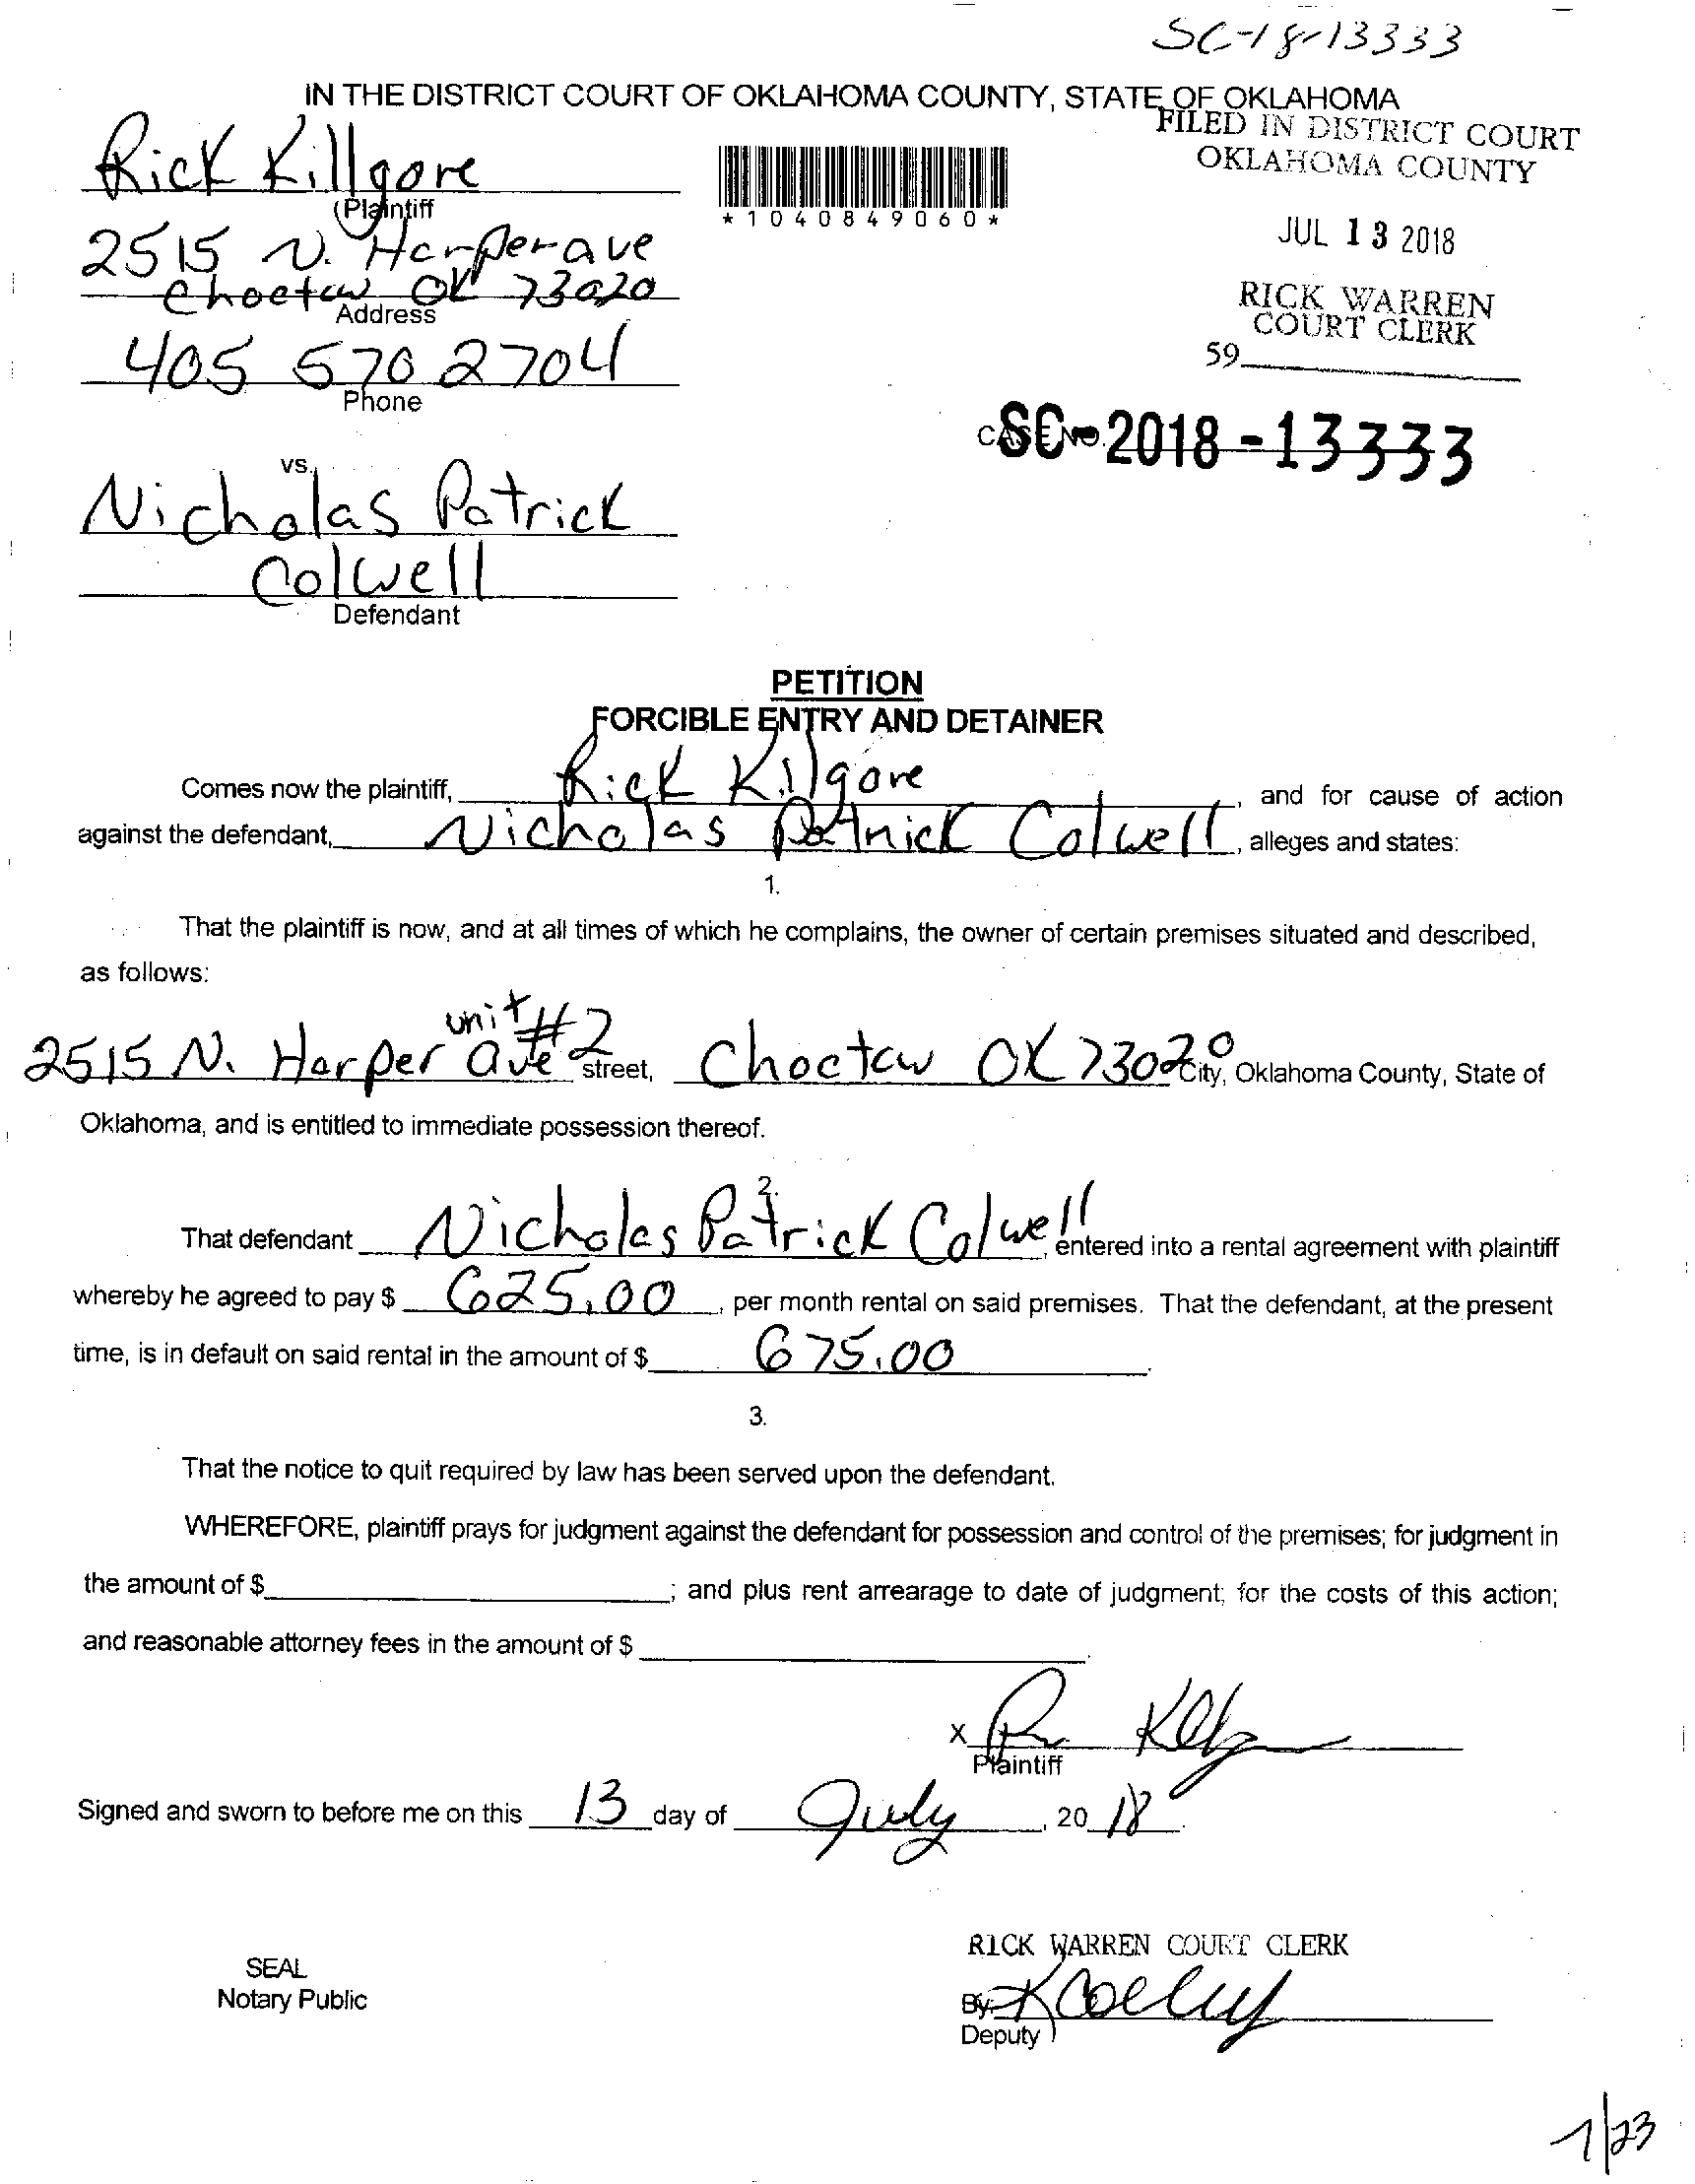 SC-18-13333
IN THE DISTRICT COURT OF OKLAHOMA COUNTY, STATE OF OKLAHOMA
FILED IN DISTRICT COURT
OKLAHOMA COUNTY
JUL 13 2018
RICK WARREN
COURT CLERK
59
Rick Killgore
(Plaintiff
*1040849060*
2515 N. Harper ave
Choctaw OK 73020
Address
405 570 2704
Phone
CASE NO. SC-2018-13333
vs.
Nicholas Patrick
Colwell
Defendant
PETITION
FORCIBLE ENTRY AND DETAINER
Comes now the plaintiff, Rick Killgore, and for cause of action
against the defendant, Nicholas Patrick Colwell, alleges and states:
1.
That the plaintiff is now, and at all times of which he complains, the owner of certain premises situated and described,
as follows:
2515 N. Harper ave unit #2 street, Choctaw OK 73020 City, Oklahoma County, State of
Oklahoma, and is entitled to immediate possession thereof.
2.
That defendant Nicholas Patrick Colwell, entered into a rental agreement with plaintiff
whereby he agreed to pay $ 625.00, per month rental on said premises. That the defendant, at the present
time, is in default on said rental in the amount of $ 675.00.
3.
That the notice to quit required by law has been served upon the defendant.
WHEREFORE, plaintiff prays for judgment against the defendant for possession and control of the premises; for judgment in
the amount of $ ; and plus rent arrearage to date of judgment; for the costs of this action;
and reasonable attorney fees in the amount of $ .
X
Plaintiff
Signed and sworn to before me on this 13 day of July, 20 18.
RICK WARREN COURT CLERK
SEAL
Notary Public
By:
Deputy
7/23